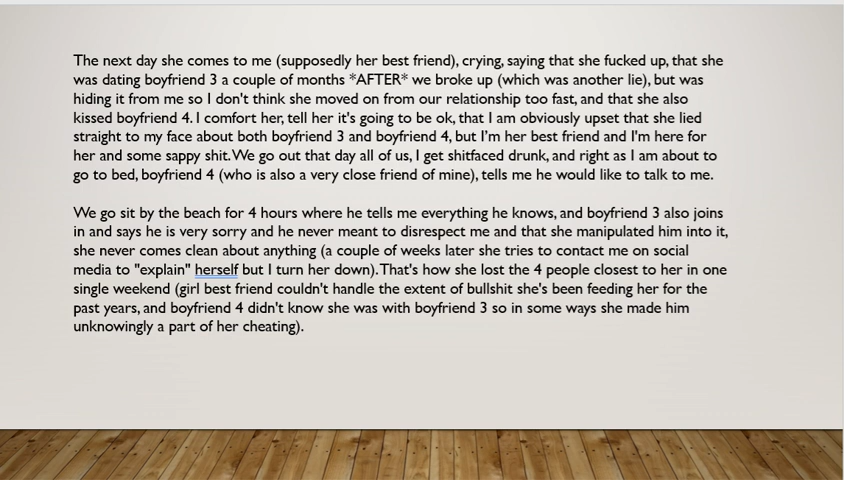 The next day she comes to me (supposedly her best friend), crying, saying that she fucked up, that she
was dating boyfriend 3 a couple of months *AFTER* we broke up (which was another lie), but was
hiding it from me so I don't think she moved on from our relationship too fast, and that she also
kissed boyfriend 4. I comfort her, tell her it's going to be ok, that I am obviously upset that she lied
straight to my face about both boyfriend 3 and boyfriend 4, but I'm her best friend and I'm here for
her and some sappy shit. We go out that day all of us, I get shitfaced drunk, and right as I am about to
go to bed, boyfriend 4 (who is also a very close friend of mine), tells me he would like to talk to me.
We go sit by the beach for 4 hours where he tells me everything he knows, and boyfriend 3 also joins
in and says he is very sorry and he never meant to disrespect me and that she manipulated him into it,
she never comes clean about anything (a couple of weeks later she tries to contact me on social
media to "explain" herself but I turn her down). That's how she lost the 4 people closest to her in one
single weekend (girl best friend couldn't handle the extent of bullshit she's been feeding her for the
past years, and boyfriend 4 didn't know she was with boyfriend 3 so in some ways she made him
unknowingly a part of her cheating).